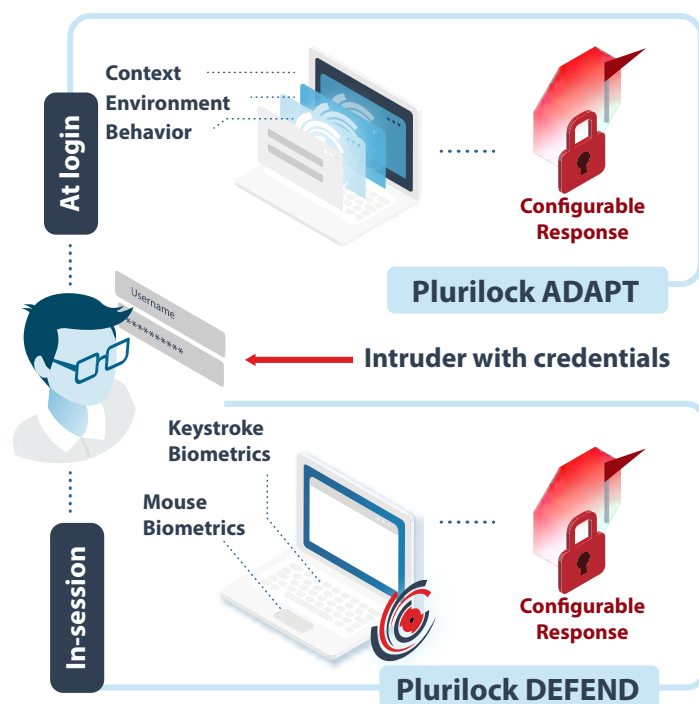 Context
Environment
Behavior
At login
Configurable
Response
Plurilock ADAPT
Username
**********
Intruder with credentials
Keystroke
Biometrics
Mouse
Biometrics
In-session
Configurable
Response
Plurilock DEFEND